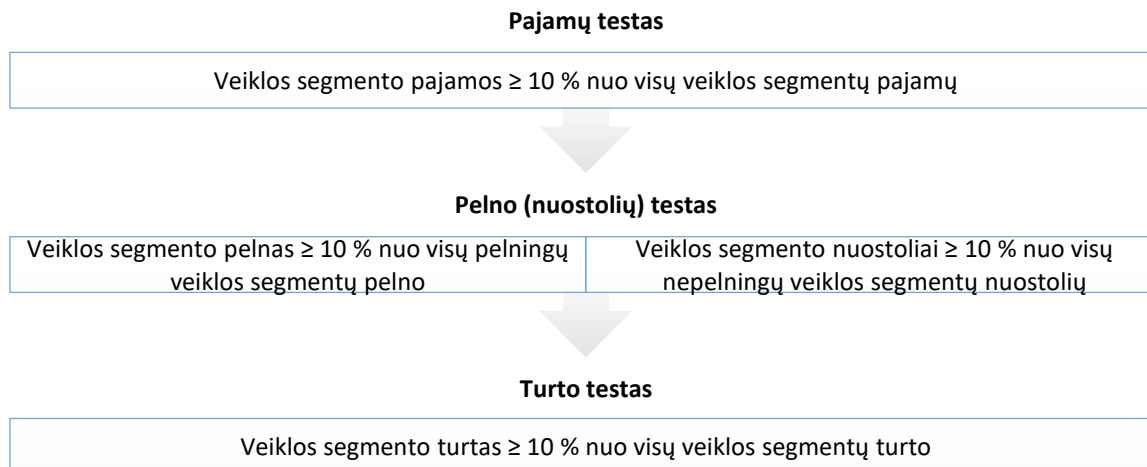 Pajamų testas
Veiklos segmento pajamos ≥ 10 % nuo visų veiklos segmentų pajamų
Pelno (nuostolių) testas
Veiklos segmento pelnas ≥ 10 % nuo visų pelningų
veiklos segmentų pelno
Veiklos segmento nuostoliai ≥ 10 % nuo visų
nepelningų veiklos segmentų nuostolių
Turto testas
Veiklos segmento turtas ≥ 10 % nuo visų veiklos segmentų turto